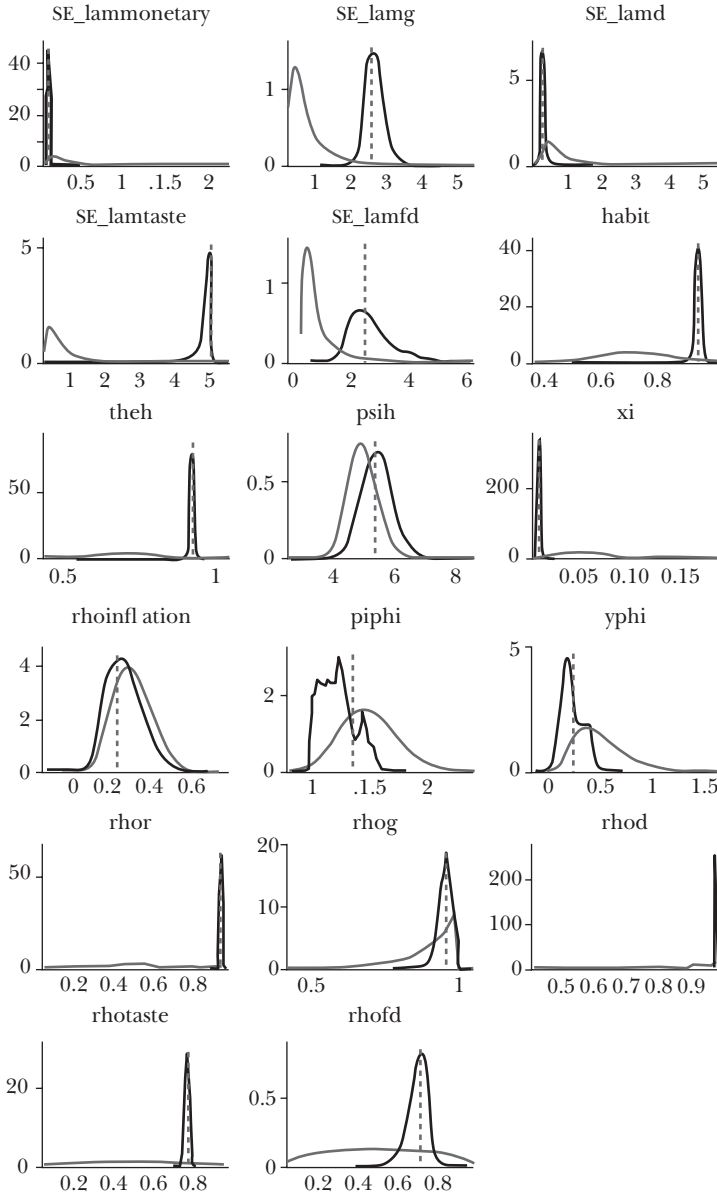 SE_lammonetary SE_lamg SE_lamd
40
20
0
0.5 1 .1.5 2
1
0
1 2 3 4 5
5
0
1 2 3 4 5
SE_lamtaste SE_lamfd habit
5
0
1 2 3 4 5
1
0
0 2 4 6
40
20
0
0.4 0.6 0.8
theh psih xi
50
0
0.5 1
0.5
0
4 6 8
200
0
0.05 0.10 0.15
rhoinfl ation piphi yphi
4
2
0
0 0.2 0.4 0.6
2
0
1 .1.5 2
5
0
0 0.5 1 1.5
rhor rhog rhod
50
0
0.2 0.4 0.6 0.8
20
10
0
0.5 1
200
100
0
0.5 0.6 0.7 0.8 0.9
rhotaste rhofd
20
0
0.2 0.4 0.6 0.8
0.5
0
0.2 0.4 0.6 0.8